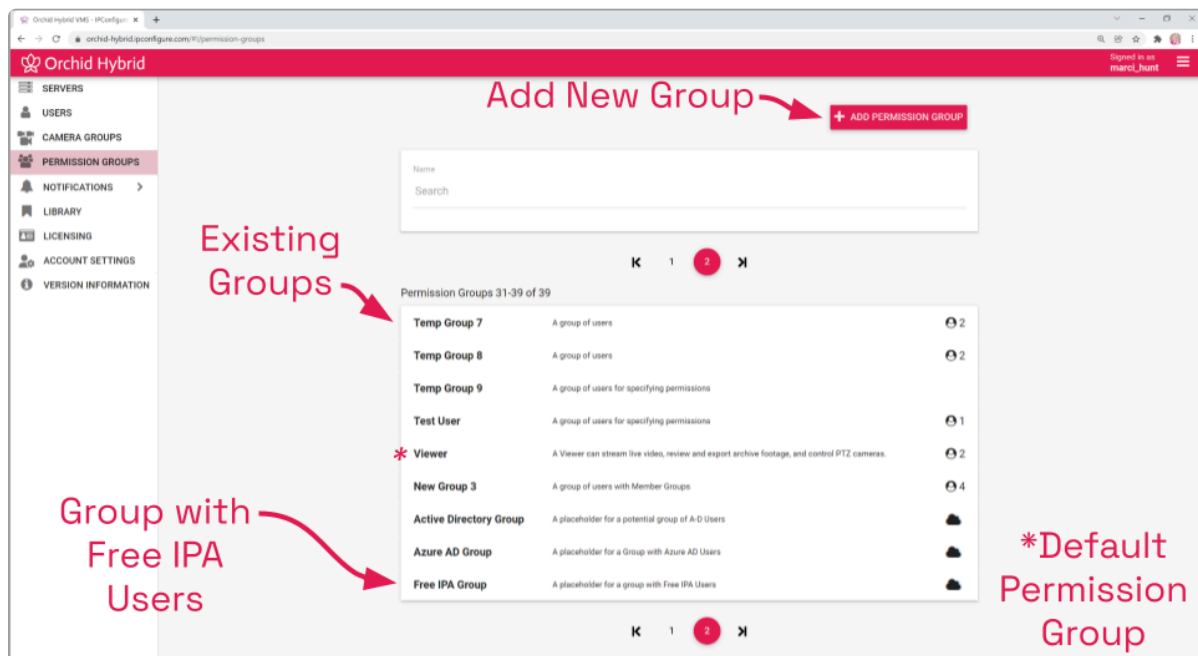 Orchid Hybrid VMS - IPConfigur
orchid-hybrid.ipconfigure.com/#!/permission-groups
Orchid Hybrid
Signed in as
marci_hunt
SERVERS
USERS
CAMERA GROUPS
PERMISSION GROUPS
NOTIFICATIONS
LIBRARY
LICENSING
ACCOUNT SETTINGS
VERSION INFORMATION
Add New Group
+ ADD PERMISSION GROUP
Name
Search
1 2
Existing
Groups
Permission Groups 31-39 of 39
Temp Group 7 A group of users 2
Temp Group 8 A group of users 2
Temp Group 9 A group of users for specifying permissions
Test User A group of users for specifying permissions 1
* Viewer A Viewer can stream live video, review and export archive footage, and control PTZ cameras. 2
New Group 3 A group of users with Member Groups 4
Active Directory Group A placeholder for a potential group of A-D Users
Azure AD Group A placeholder for a Group with Azure AD Users
Free IPA Group A placeholder for a group with Free IPA Users
Group with
Free IPA
Users
*Default
Permission
Group
1 2